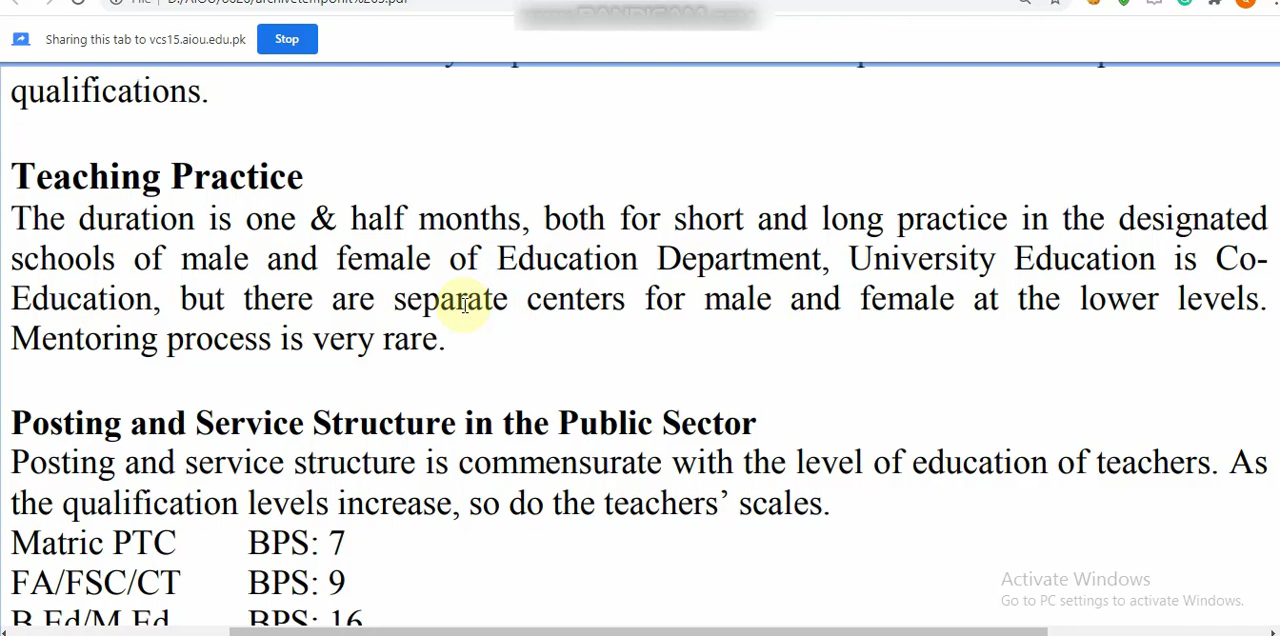 Sharing this tab to vcs15.aiou.edu.pk Stop
qualifications.
Teaching Practice
The duration is one & half months, both for short and long practice in the designated
schools of male and female of Education Department, University Education is Co-
Education, but there are separate centers for male and female at the lower levels.
Mentoring process is very rare.
Posting and Service Structure in the Public Sector
Posting and service structure is commensurate with the level of education of teachers. As
the qualification levels increase, so do the teachers’ scales.
Matric PTC BPS: 7
FA/FSC/CT BPS: 9
B.Ed/M.Ed BPS: 16
Activate Windows
Go to PC settings to activate Windows.